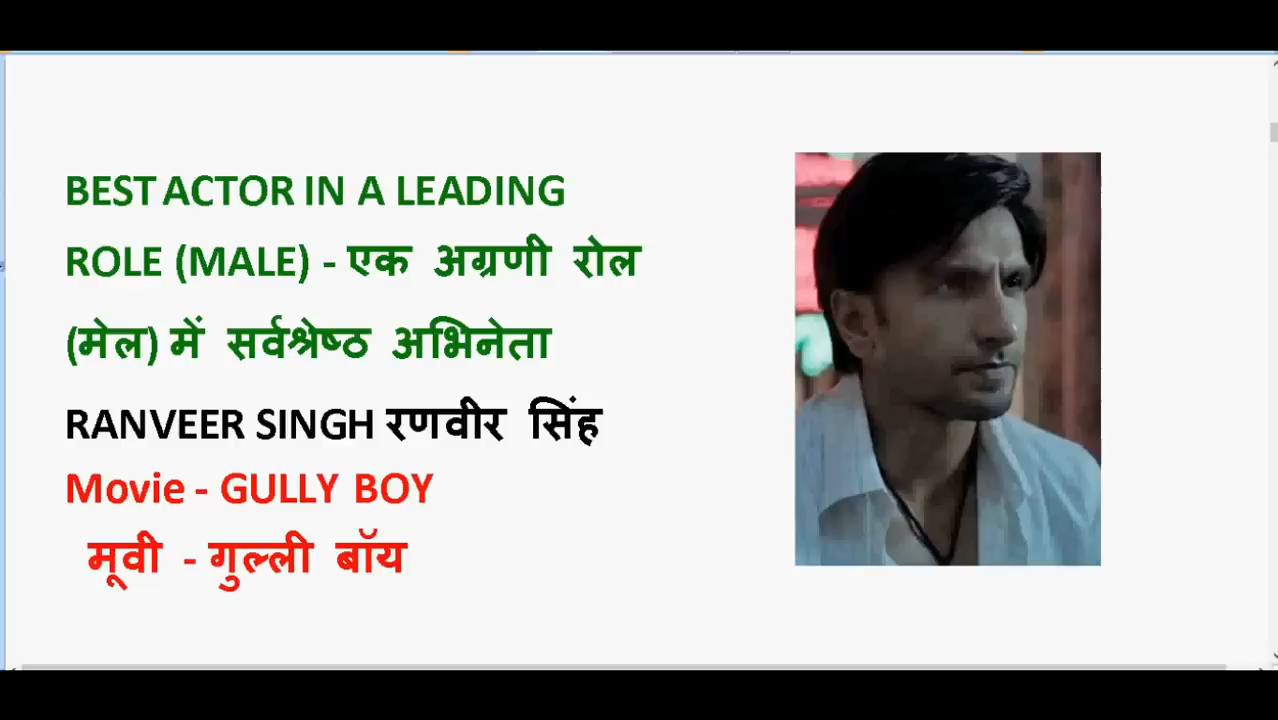 BEST ACTOR IN A LEADING
ROLE (MALE) - एक अग्रणी रोल
(मेल) में सर्वश्रेष्ठ अभिनेता
RANVEER SINGH रणवीर सिंह
Movie - GULLY BOY
मूवी - गुल्ली बॉय